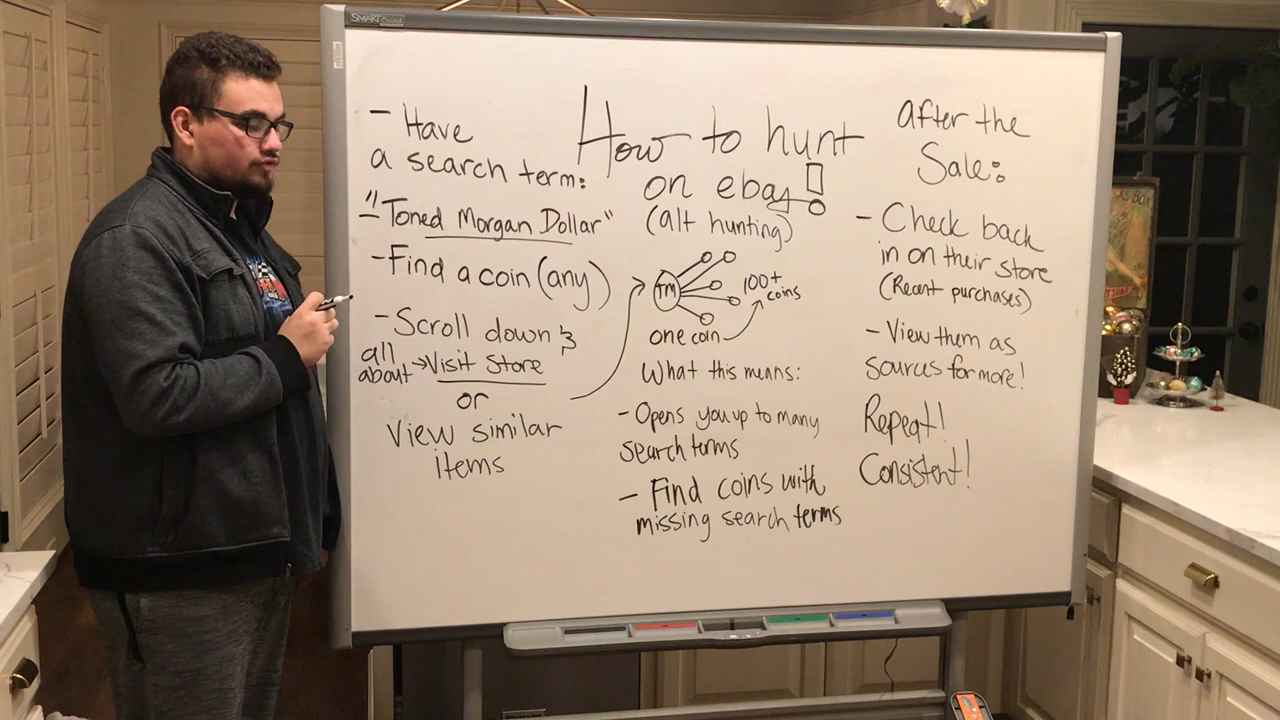 SMART Board
How to hunt
on ebay!
(alt hunting)
- Have
a search term:
- "Toned Morgan Dollar"
- Find a coin (any)
- Scroll down &
all about → Visit Store
or
View similar
items
TM
100+
coins
one coin
What this means:
- Opens you up to many
search terms
- Find coins with
missing search terms
after the
Sale:
- Check back
in on their store
(Recent purchases)
- View them as
sources for more!
Repeat!
Consistent!